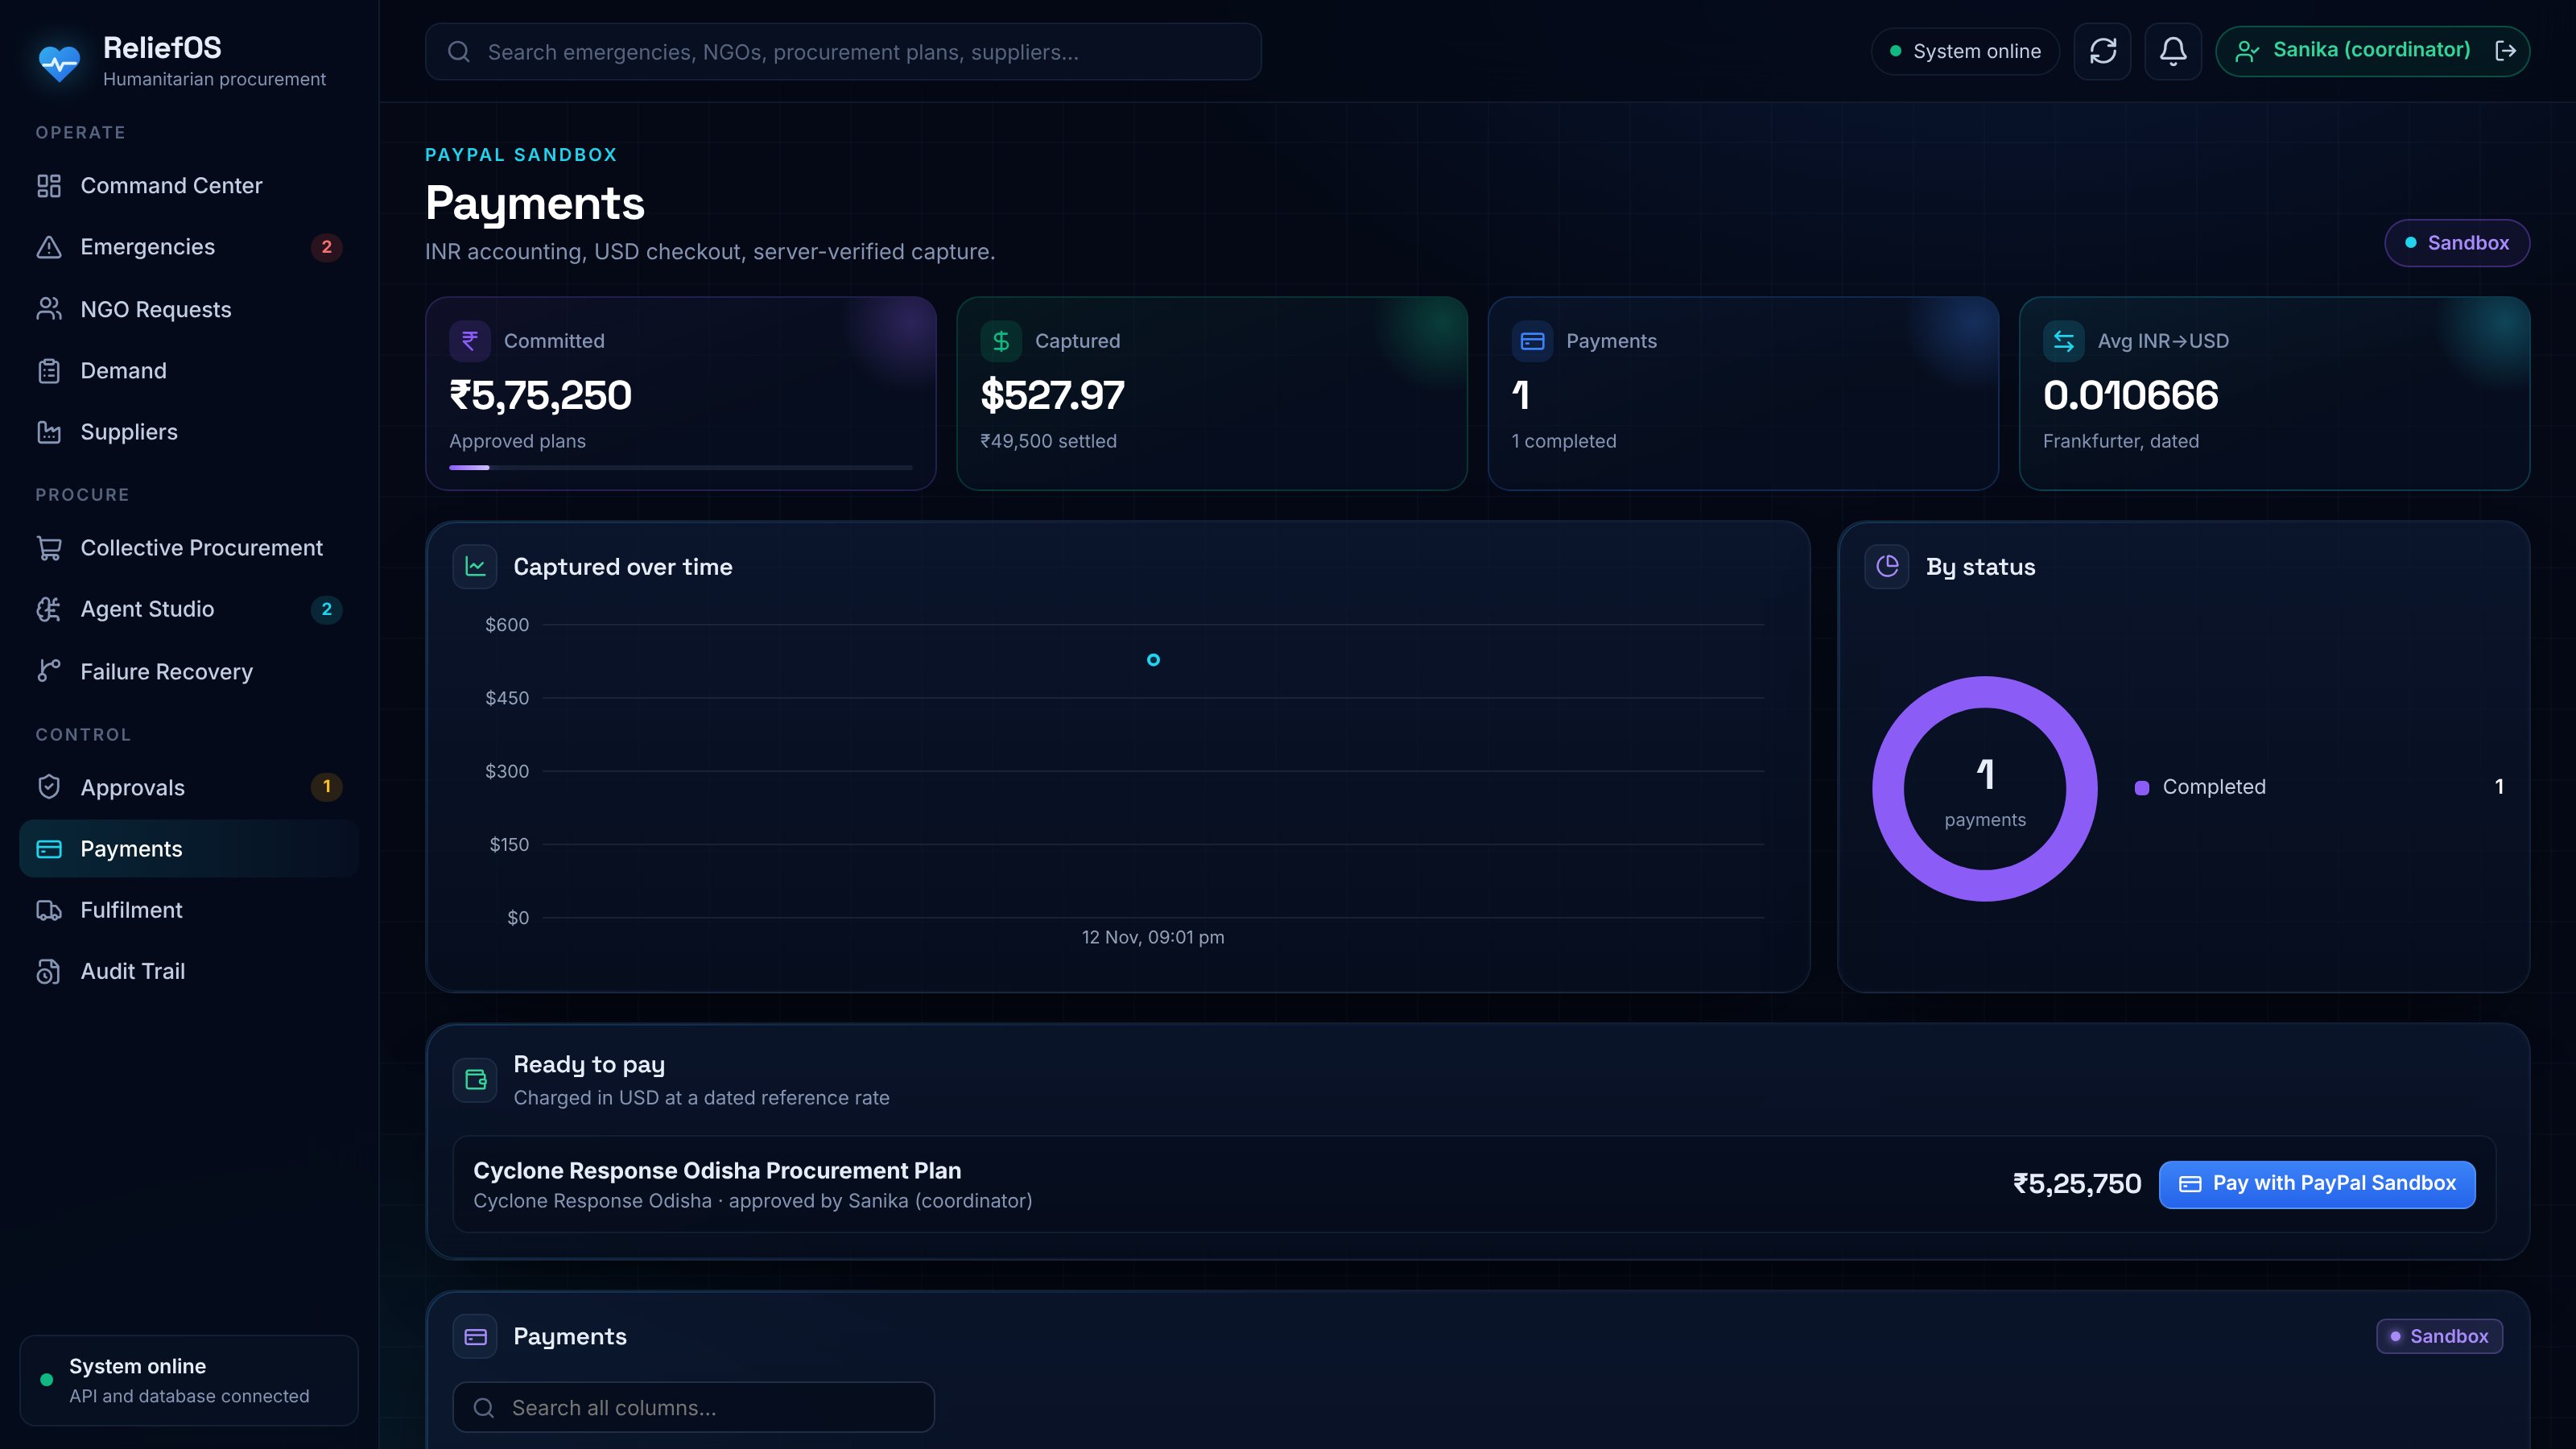 ReliefOS
Humanitarian procurement
OPERATE
Command Center
Emergencies 2
NGO Requests
Demand
Suppliers
PROCURE
Collective Procurement
Agent Studio 2
Failure Recovery
CONTROL
Approvals 1
Payments
Fulfilment
Audit Trail
System online
API and database connected
Search emergencies, NGOs, procurement plans, suppliers...
System online
Sanika (coordinator)
PAYPAL SANDBOX
Payments
INR accounting, USD checkout, server-verified capture.
Sandbox
Committed
₹5,75,250
Approved plans
Captured
$527.97
₹49,500 settled
Payments
1
1 completed
Avg INR→USD
0.010666
Frankfurter, dated
Captured over time
$600
$450
$300
$150
$0
12 Nov, 09:01 pm
By status
1
payments
Completed 1
Ready to pay
Charged in USD at a dated reference rate
Cyclone Response Odisha Procurement Plan
Cyclone Response Odisha · approved by Sanika (coordinator)
₹5,25,750
Pay with PayPal Sandbox
Payments
Sandbox
Search all columns...